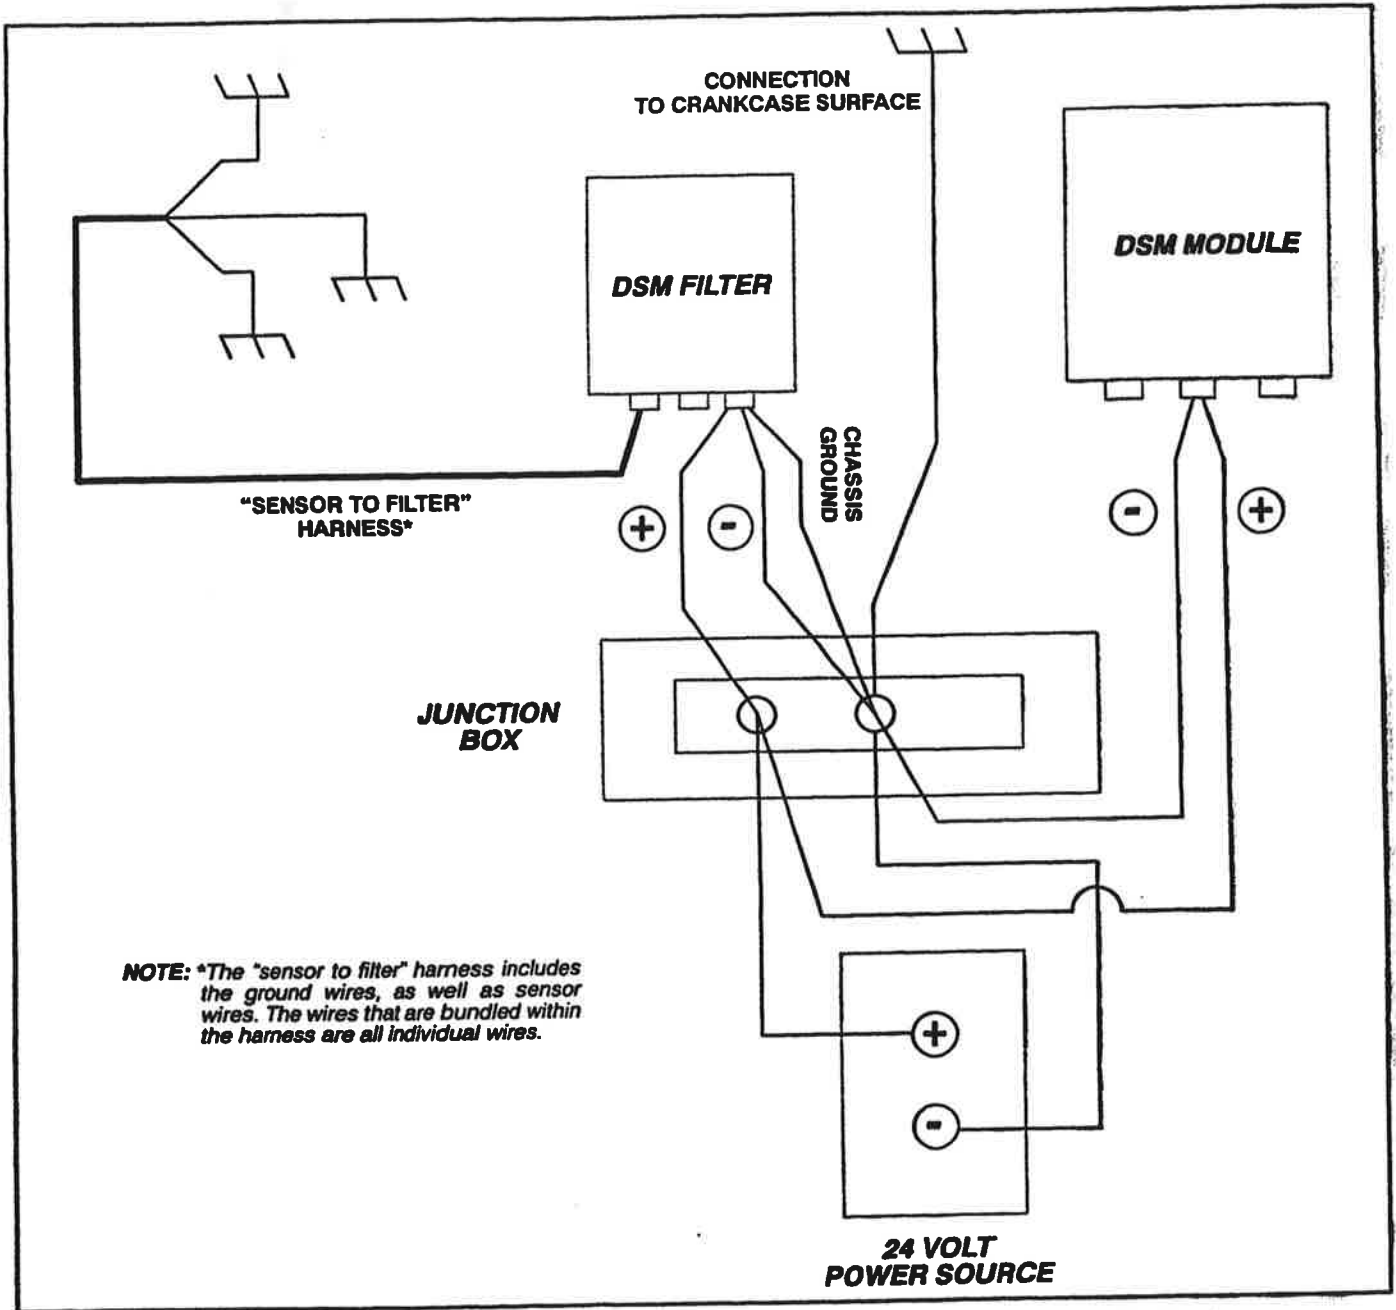 CONNECTION
TO CRANKCASE SURFACE
DSM MODULE
DSM FILTER
CHASSIS
GROUND
"SENSOR TO FILTER"
HARNESS*
+
-
-
+
JUNCTION
BOX
NOTE: *The "sensor to filter" harness includes
the ground wires, as well as sensor
wires. The wires that are bundled within
the harness are all individual wires.
+
-
24 VOLT
POWER SOURCE